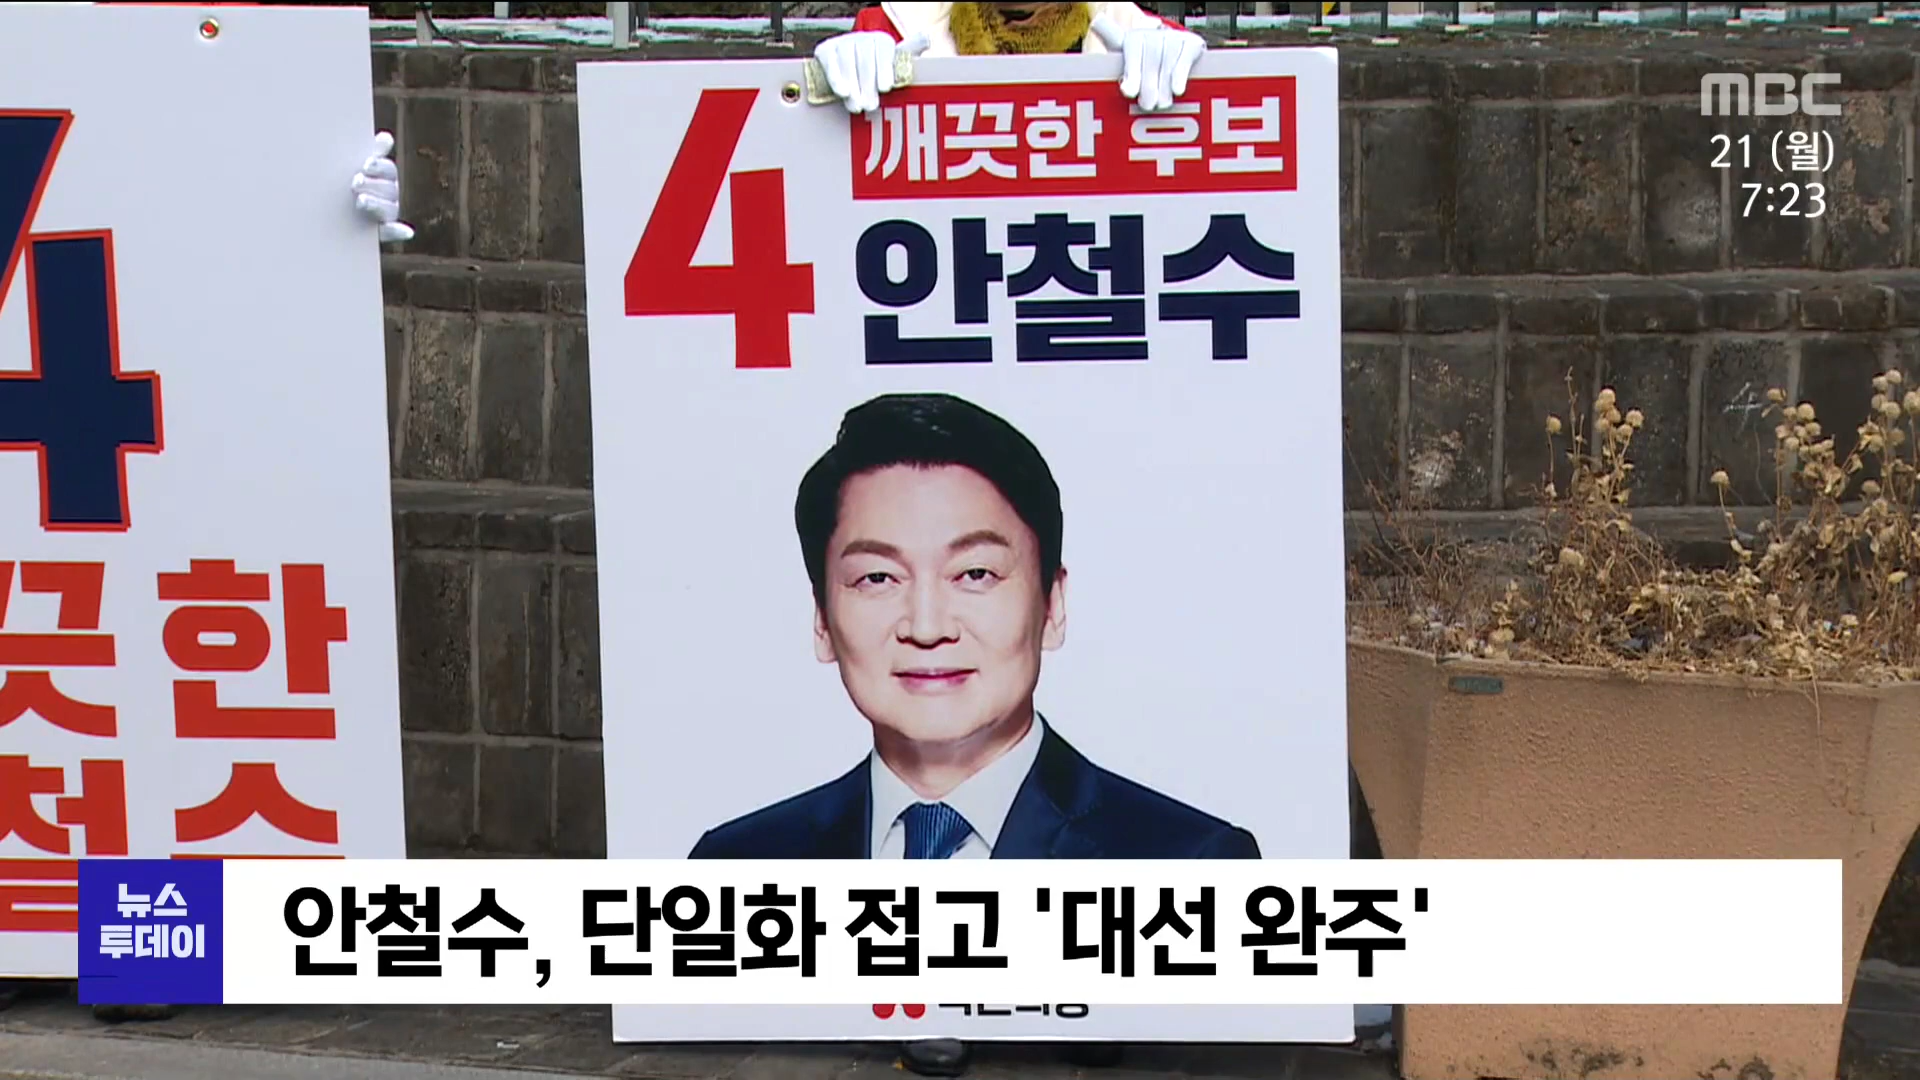 MBC
21 (월)
7:23
4
깨끗한 후보
안철수
4
끗한
철수
뉴스
투데이
안철수, 단일화 접고 '대선 완주'